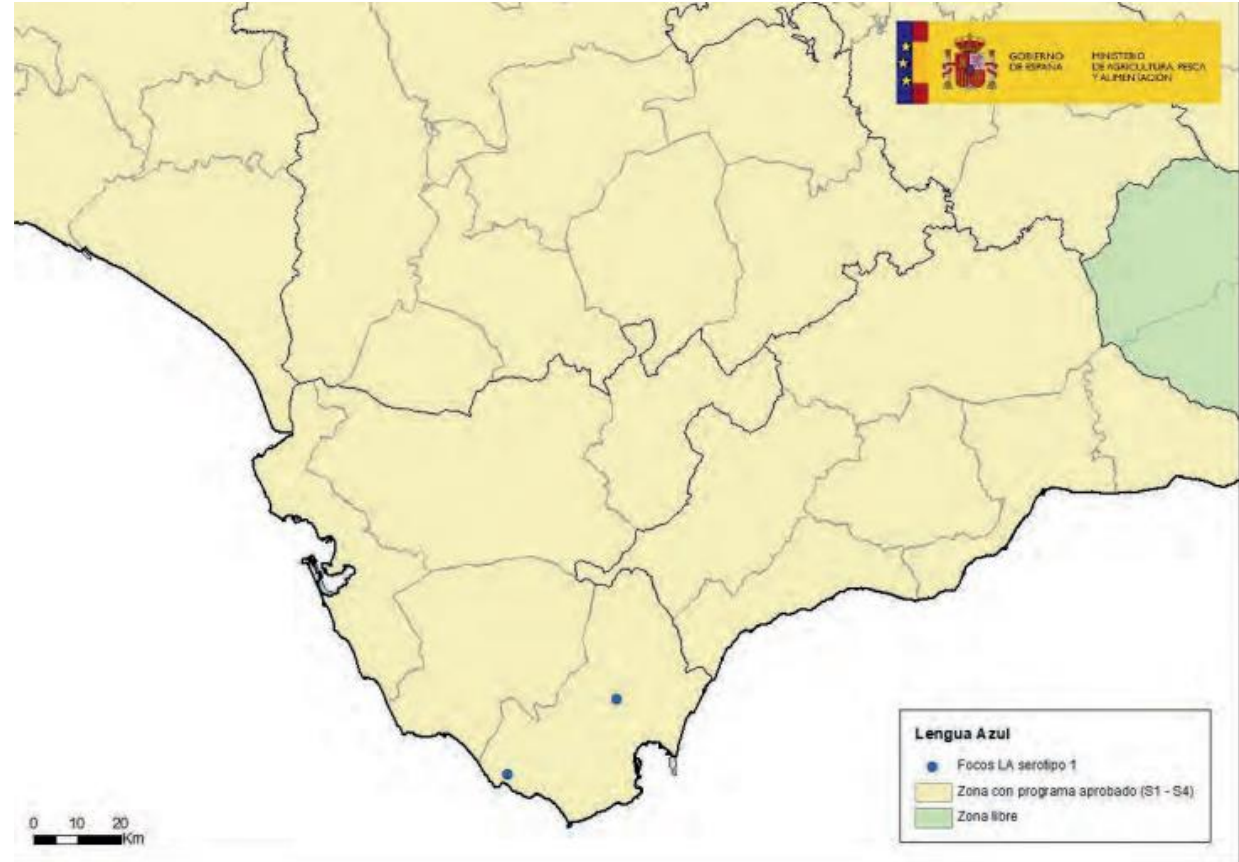 GOBIERNO
DE ESPAÑA
MINISTERIO
DE AGRICULTURA, PESCA
Y ALIMENTACIÓN
Lengua Azul
Focos LA serotipo 1
Zona con programa aprobado (S1 - S4)
Zona libre
0 10 20
Km